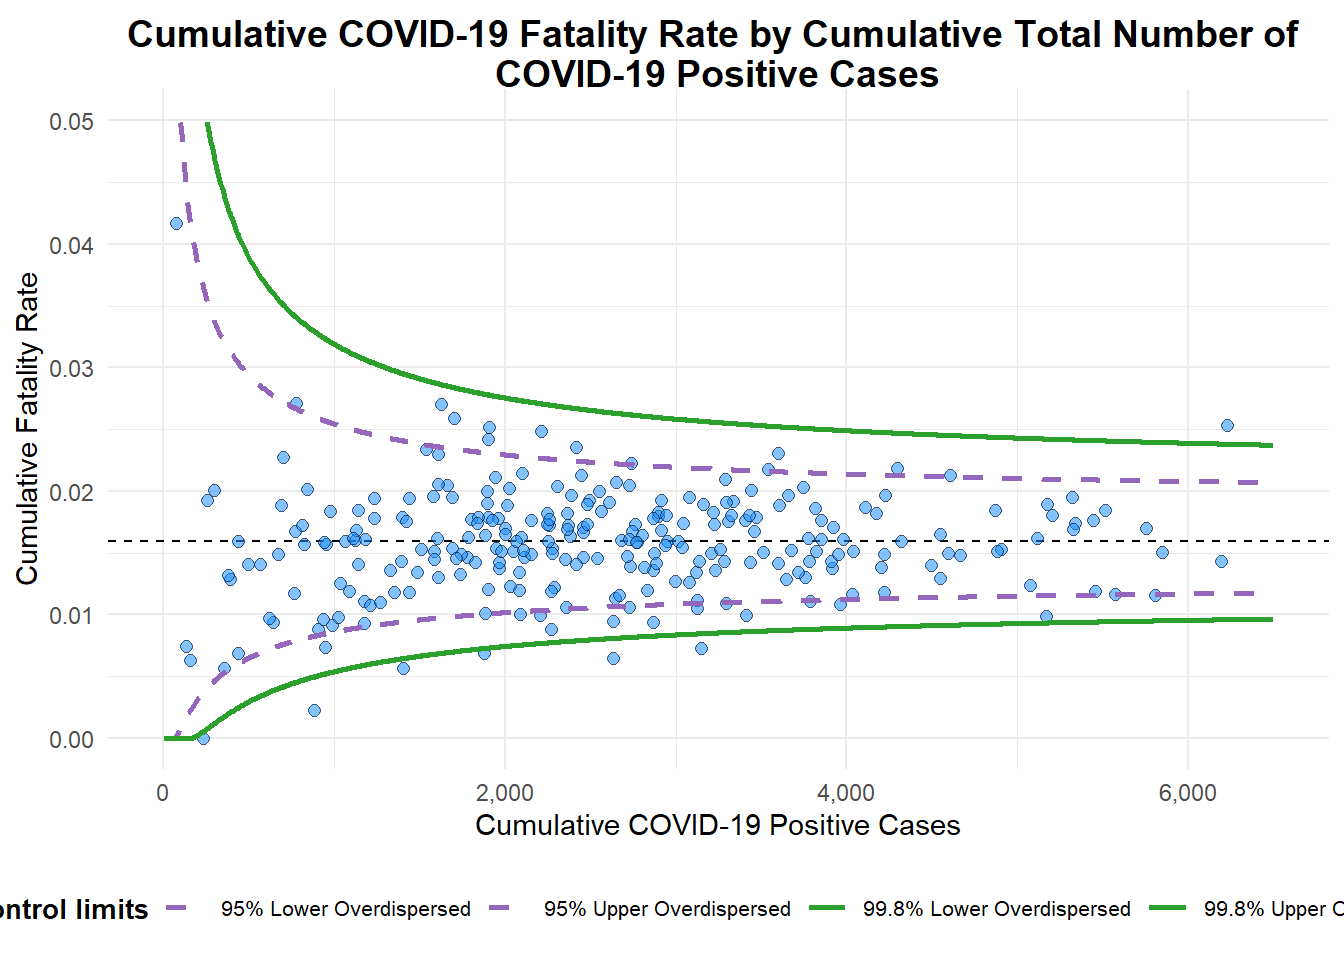 Cumulative COVID-19 Fatality Rate by Cumulative Total Number of
COVID-19 Positive Cases
Cumulative Fatality Rate
0.05
0.04
0.03
0.02
0.01
0.00
0
2,000
4,000
6,000
Cumulative COVID-19 Positive Cases
ontrol limits
95% Lower Overdispersed
95% Upper Overdispersed
99.8% Lower Overdispersed
99.8% Upper O